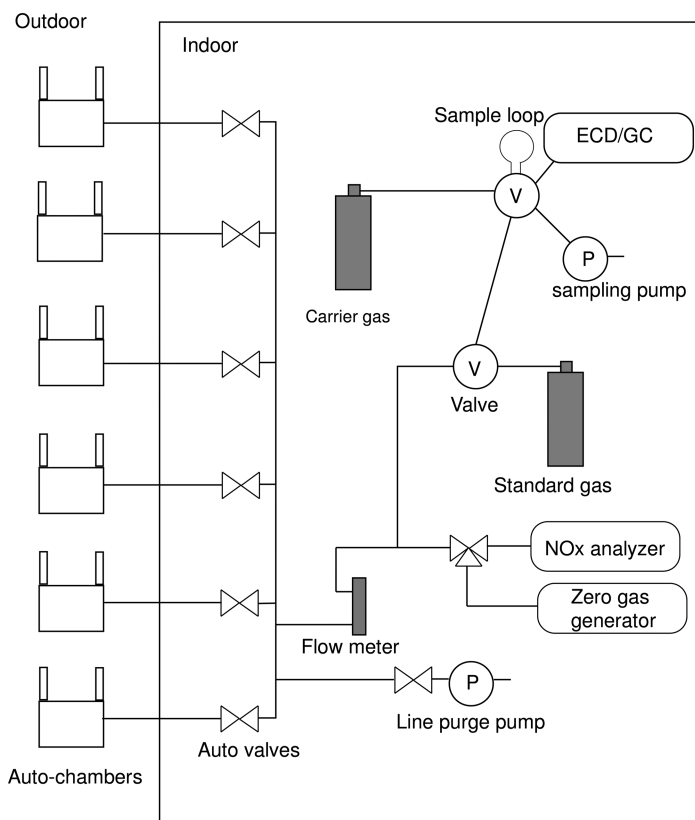 Outdoor
Indoor
Sample loop
ECD/GC
V
P
sampling pump
Carrier gas
V
Valve
Standard gas
NOx analyzer
Zero gas
generator
Flow meter
P
Line purge pump
Auto valves
Auto-chambers